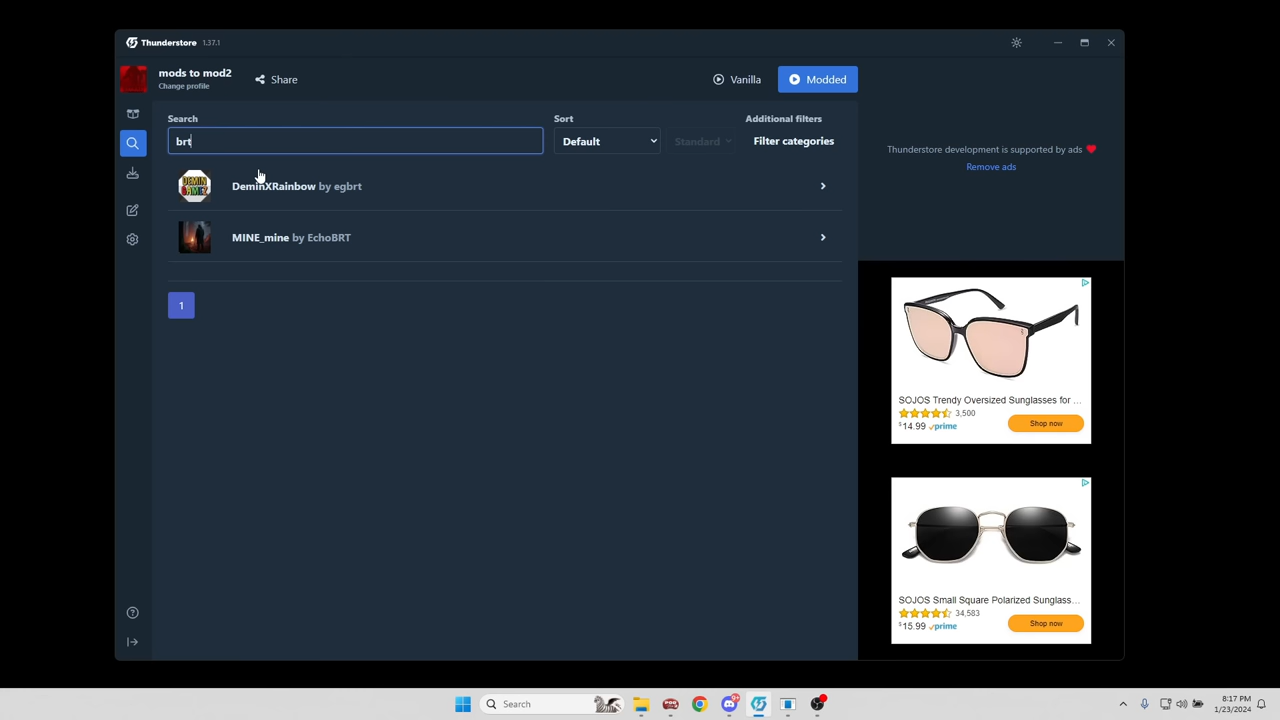 Thunderstore 1.37.1
mods to mod2
Change profile
Share
Vanilla
Modded
Search
Sort
Additional filters
brt
Default
Standard
Filter categories
DeminXRainbow by egbrt
MINE_mine by EchoBRT
1
Thunderstore development is supported by ads
Remove ads
SOJOS Trendy Oversized Sunglasses for ...
3,500
$14.99 prime
Shop now
SOJOS Small Square Polarized Sunglass...
34,583
$15.99 prime
Shop now
Search
9+
8:17 PM
1/23/2024